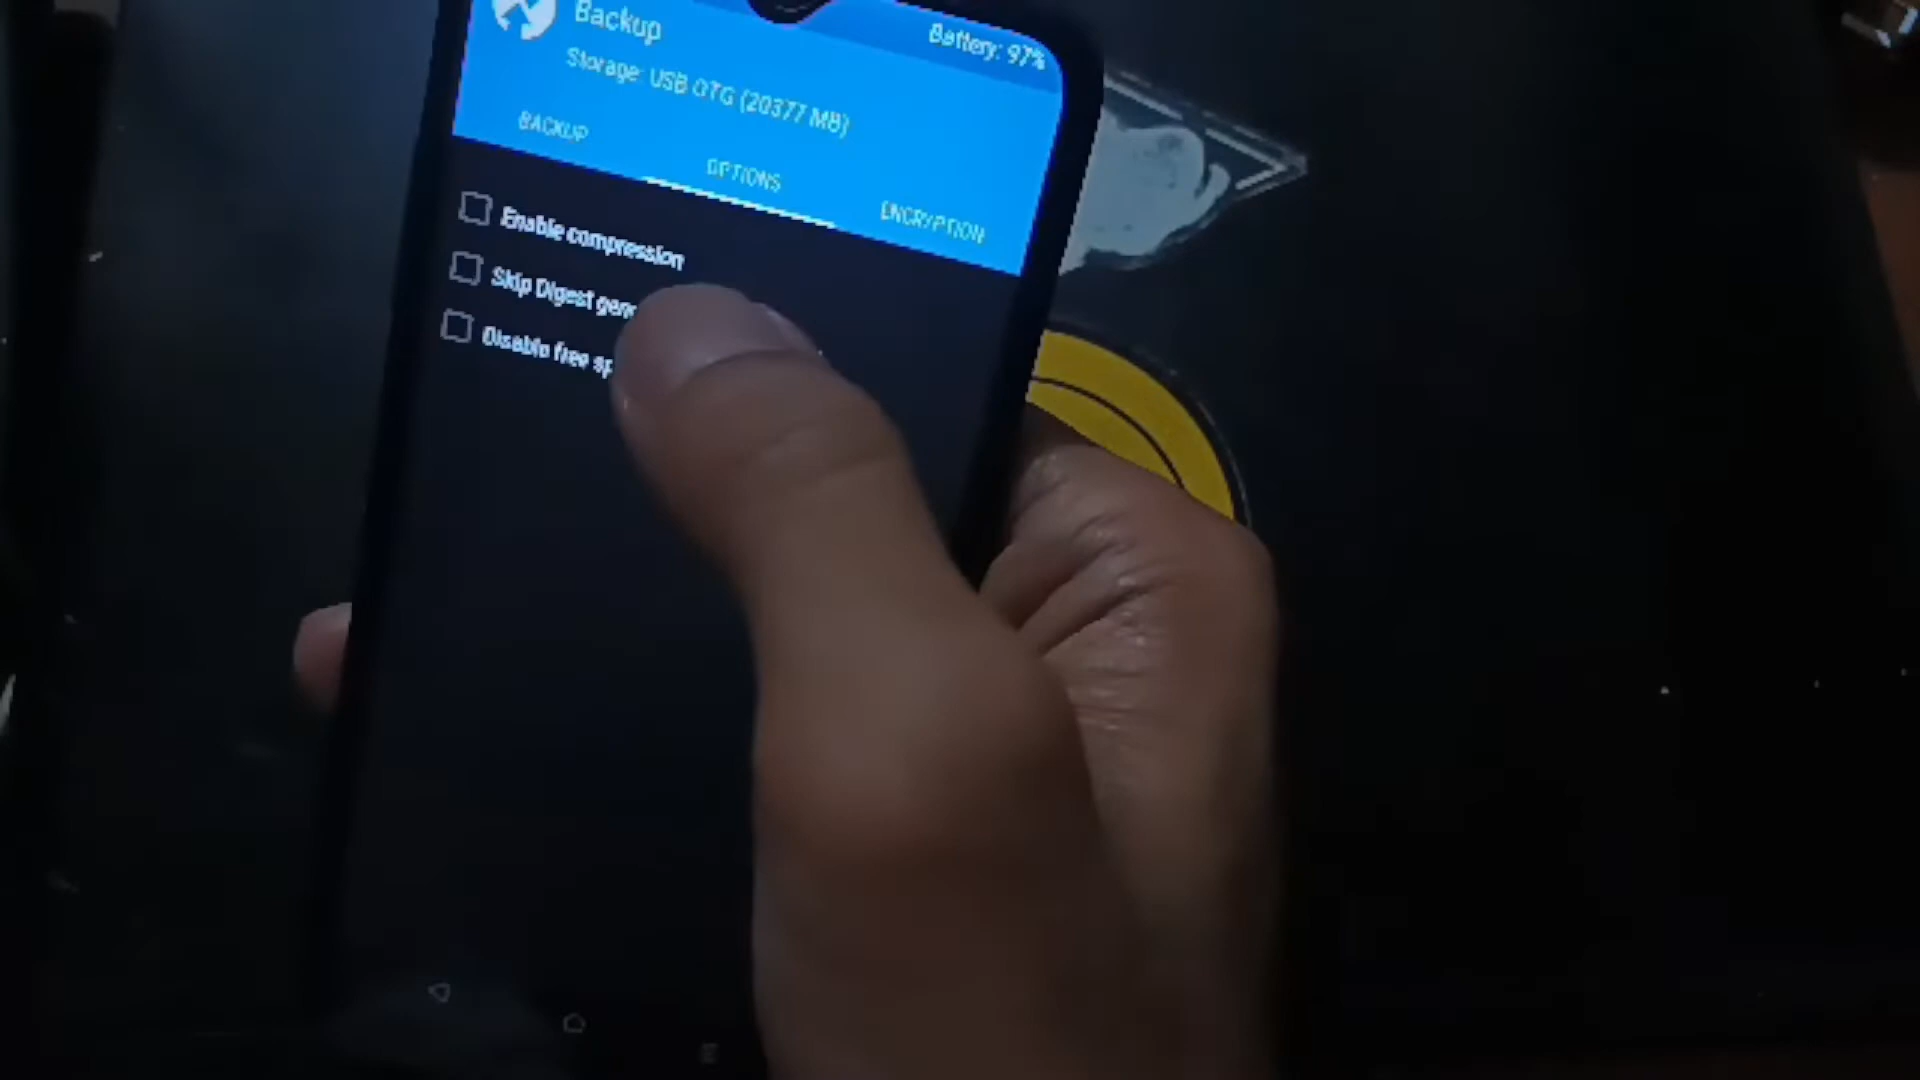 Backup
Battery: 97%
Storage: USB OTG (20377 MB)
BACKUP
OPTIONS
ENCRYPTION
Enable compression
Skip Digest
Disable free